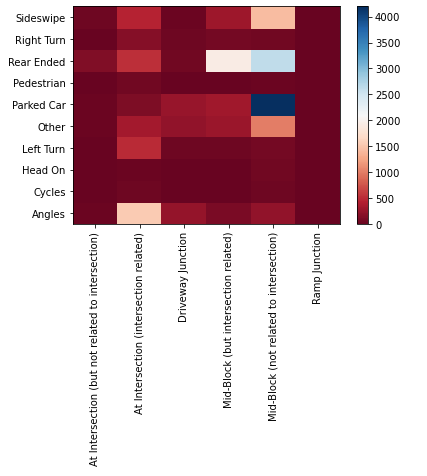 Sideswipe
Right Turn
Rear Ended
Pedestrian
Parked Car
Other
Left Turn
Head On
Cycles
Angles
4000
3500
3000
2500
2000
1500
1000
500
0
At Intersection (but not related to intersection)
At Intersection (intersection related)
Driveway Junction
Mid-Block (but intersection related)
Mid-Block (not related to intersection)
Ramp Junction